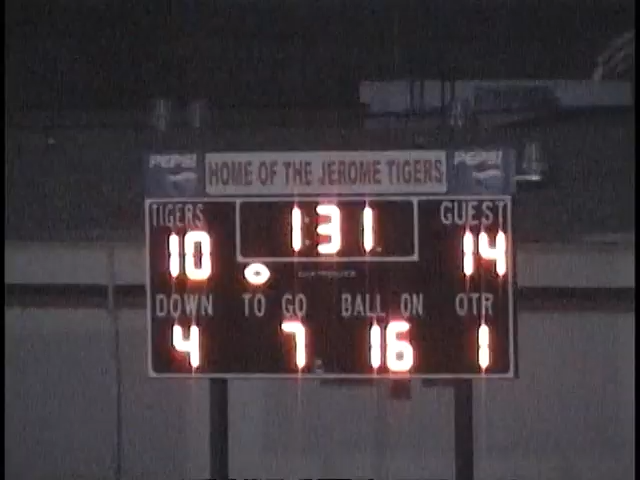 PEPSI HOME OF THE JEROME TIGERS PEPSI
TIGERS 1:31 GUEST
10 14
DOWN TO GO BALL ON QTR
4 7 16 1